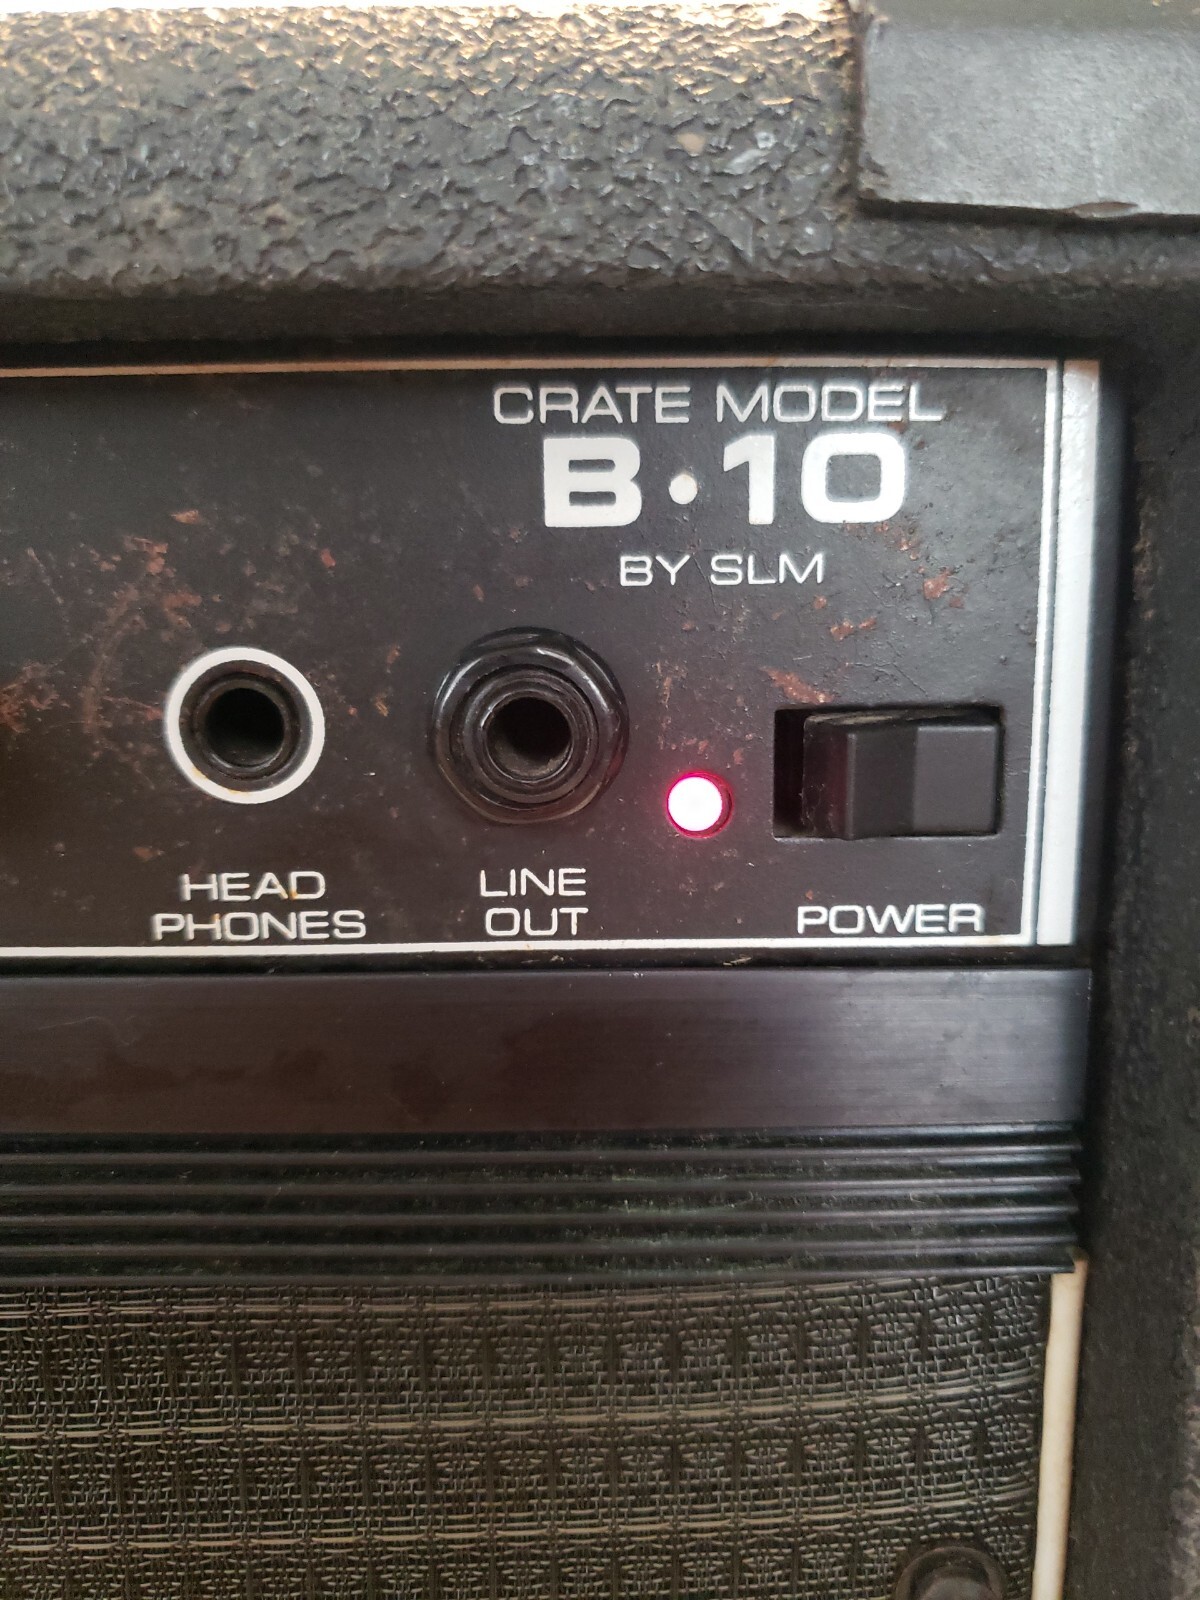 CRATE MODEL
B·10
BY SLM
HEAD
PHONES
LINE
OUT
POWER